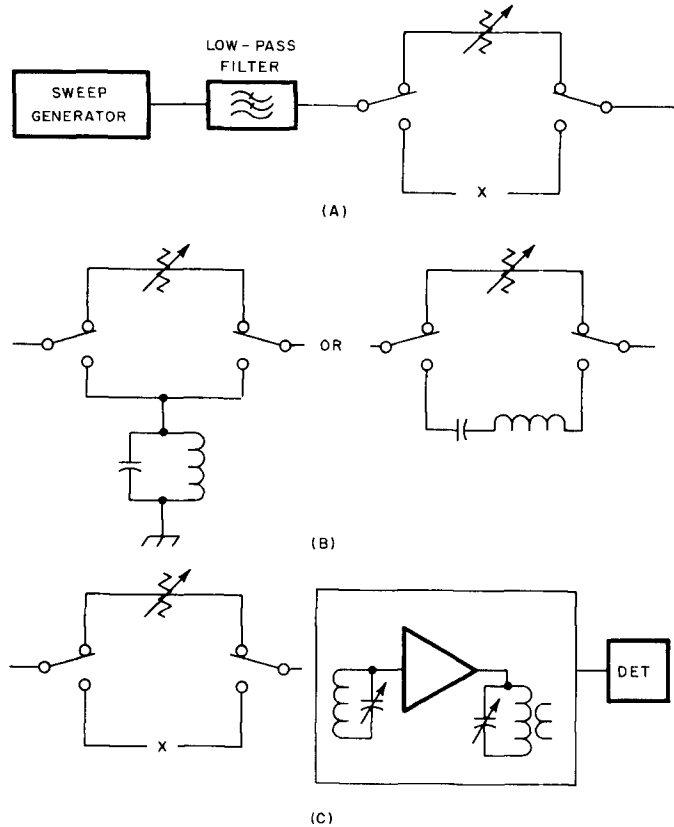 LOW-PASS
FILTER
SWEEP
GENERATOR
X
(A)
OR
(B)
X
DET
(C)